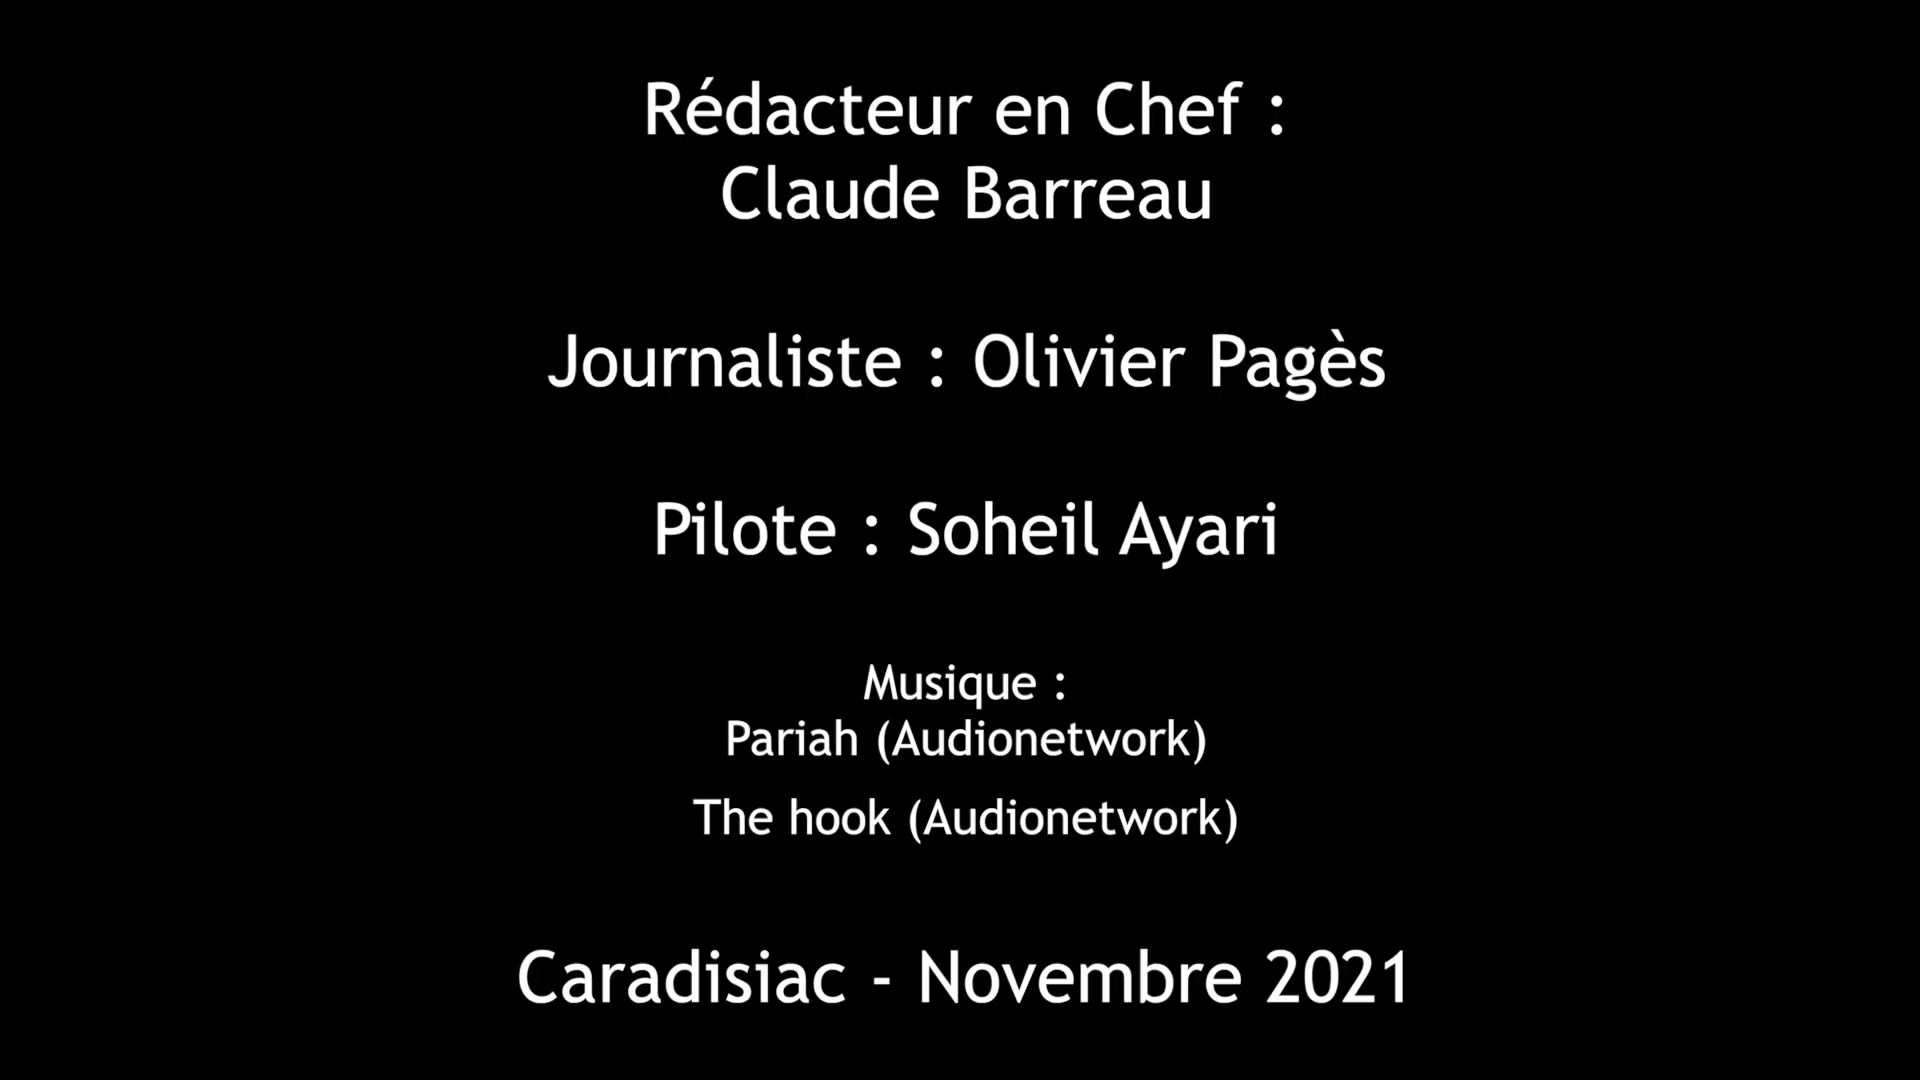 Rédacteur en Chef :
Claude Barreau
Journaliste : Olivier Pagès
Pilote : Soheil Ayari
Musique :
Pariah (Audionetwork)
The hook (Audionetwork)
Caradisiac - Novembre 2021